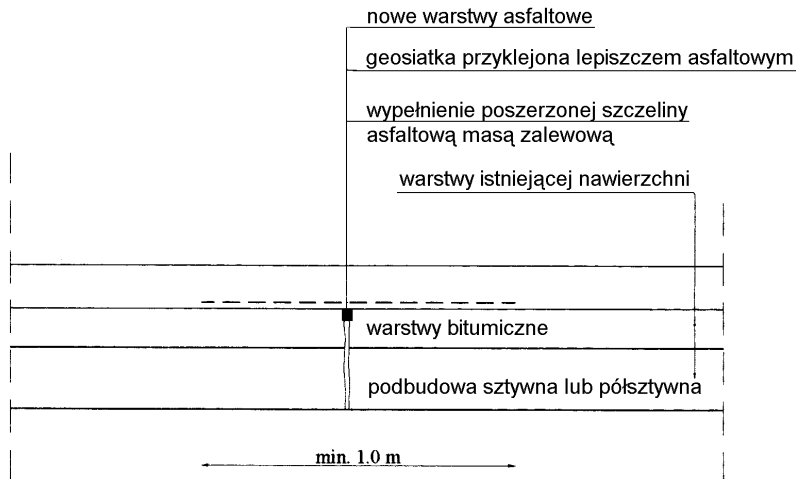 nowe warstwy asfaltowe
geosiatka przyklejona lepiszczem asfaltowym
wypełnienie poszerzonej szczeliny
asfaltową masą zalewową
warstwy istniejącej nawierzchni
warstwy bitumiczne
podbudowa sztywna lub półsztywna
min. 1.0 m